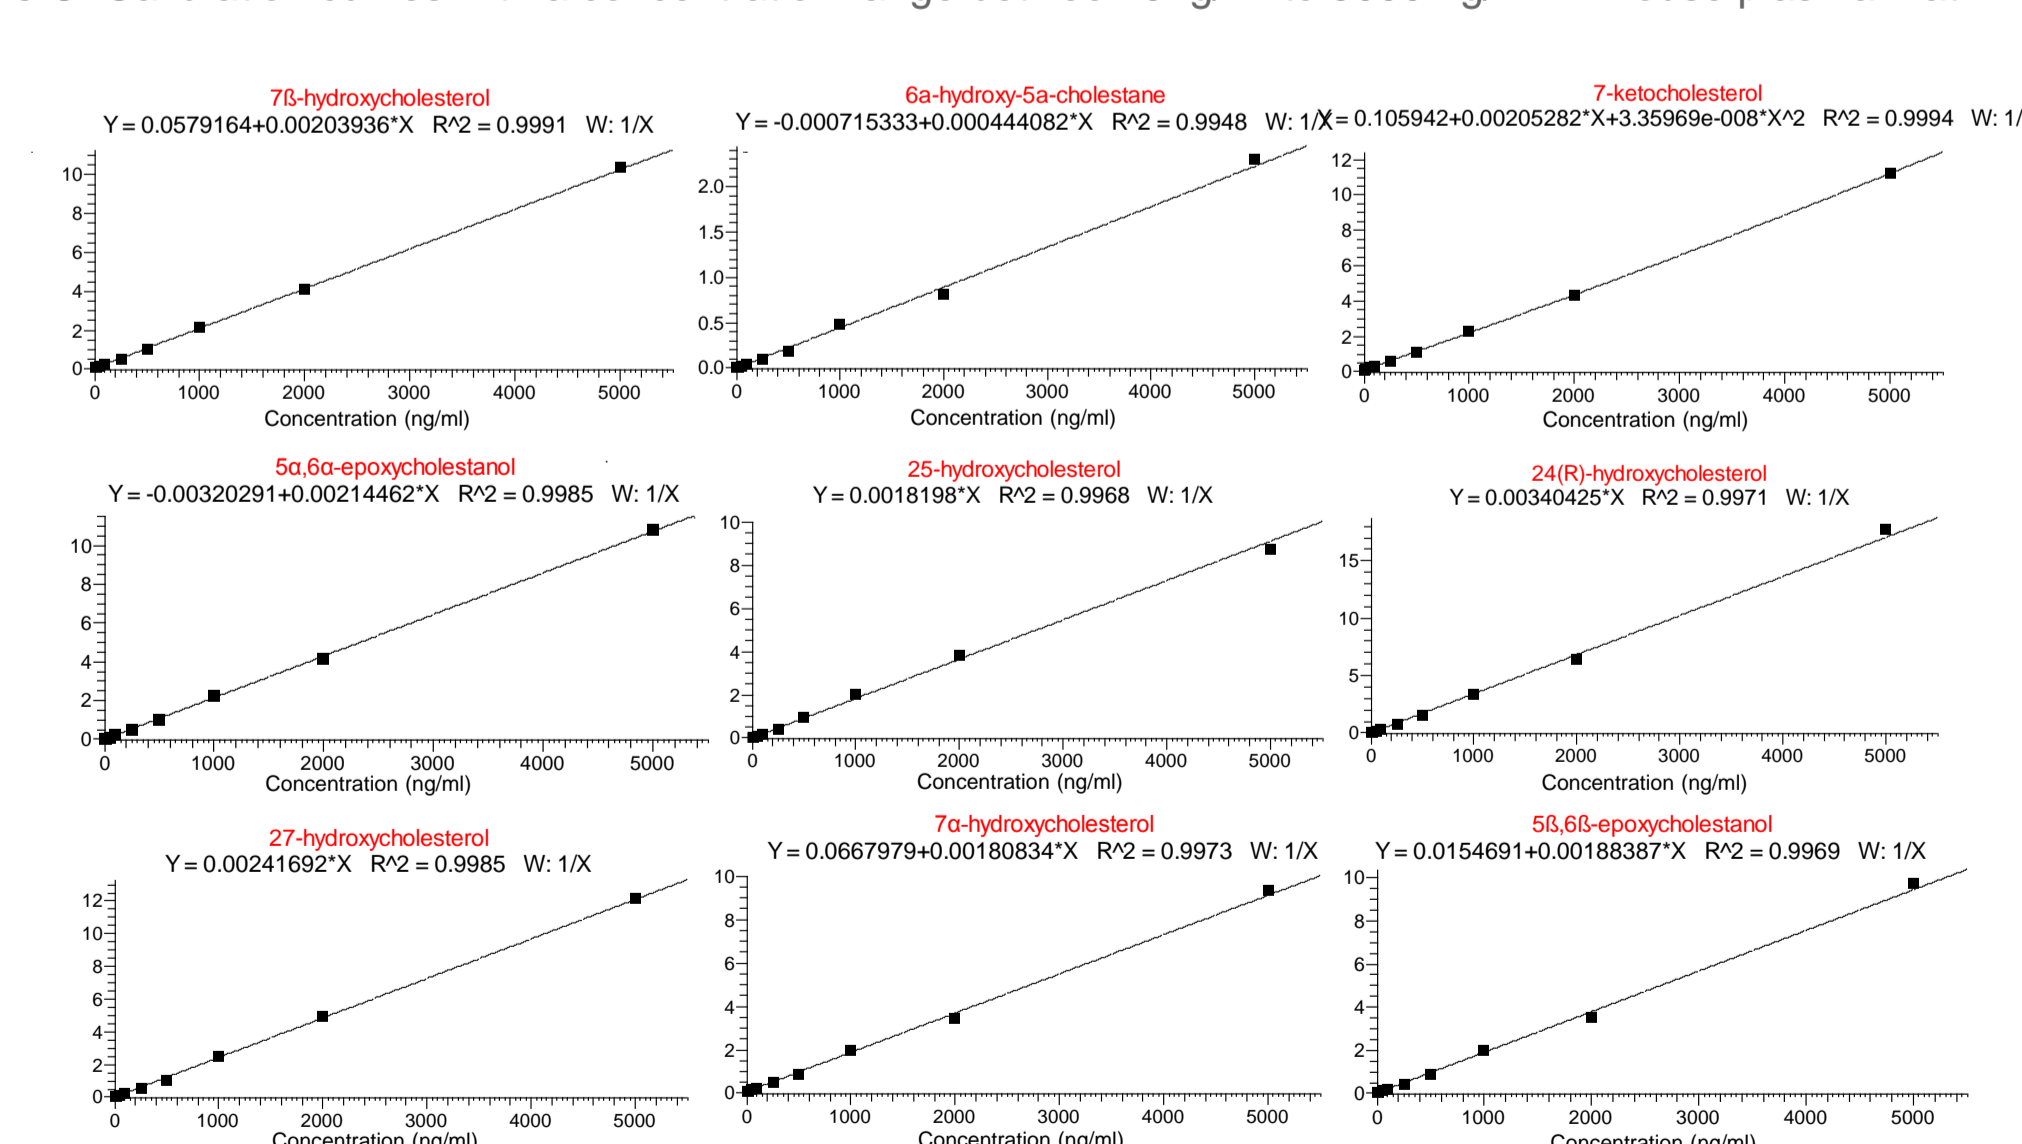 7ß-hydroxycholesterol
Y = 0.0579164+0.00203936*X R^2 = 0.9991 W: 1/X
10
8
6
4
2
0
0 1000 2000 3000 4000 5000
Concentration (ng/ml)
6a-hydroxy-5a-cholestane
Y = -0.000715333+0.000444082*X R^2 = 0.9948 W: 1/X
2.0
1.5
1.0
0.5
0.0
0 1000 2000 3000 4000 5000
Concentration (ng/ml)
7-ketocholesterol
Y = 0.105942+0.00205282*X+3.35969e-008*X^2 R^2 = 0.9994 W: 1/
12
10
8
6
4
2
0
0 1000 2000 3000 4000 5000
Concentration (ng/ml)
5α,6α-epoxycholestanol
Y = -0.00320291+0.00214462*X R^2 = 0.9985 W: 1/X
10
8
6
4
2
0
0 1000 2000 3000 4000 5000
Concentration (ng/ml)
25-hydroxycholesterol
Y = 0.0018198*X R^2 = 0.9968 W: 1/X
10
8
6
4
2
0
0 1000 2000 3000 4000 5000
Concentration (ng/ml)
24(R)-hydroxycholesterol
Y = 0.00340425*X R^2 = 0.9971 W: 1/X
15
10
5
0
0 1000 2000 3000 4000 5000
Concentration (ng/ml)
27-hydroxycholesterol
Y = 0.00241692*X R^2 = 0.9985 W: 1/X
12
10
8
6
4
2
0
0 1000 2000 3000 4000 5000
Concentration (ng/ml)
7α-hydroxycholesterol
Y = 0.0667979+0.00180834*X R^2 = 0.9973 W: 1/X
10
8
6
4
2
0
0 1000 2000 3000 4000 5000
Concentration (ng/ml)
5ß,6ß-epoxycholestanol
Y = 0.0154691+0.00188387*X R^2 = 0.9969 W: 1/X
10
8
6
4
2
0
0 1000 2000 3000 4000 5000
Concentration (ng/ml)